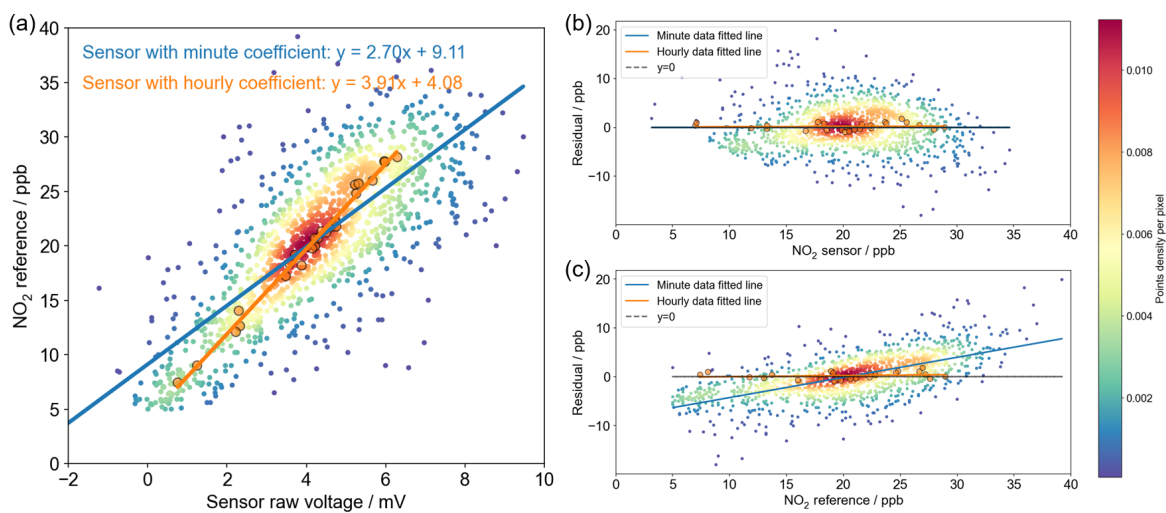 (a)
40
35
30
25
20
15
10
5
0
NO2 reference / ppb
Sensor with minute coefficient: y = 2.70x + 9.11
Sensor with hourly coefficient: y = 3.91x + 4.08
−2 0 2 4 6 8 10
Sensor raw voltage / mV
(b)
20
10
0
−10
Residual / ppb
Minute data fitted line
Hourly data fitted line
y=0
0 5 10 15 20 25 30 35 40
NO2 sensor / ppb
(c)
20
10
0
−10
Residual / ppb
Minute data fitted line
Hourly data fitted line
y=0
0 5 10 15 20 25 30 35 40
NO2 reference / ppb
0.010
0.008
0.006
0.004
0.002
Points density per pixel